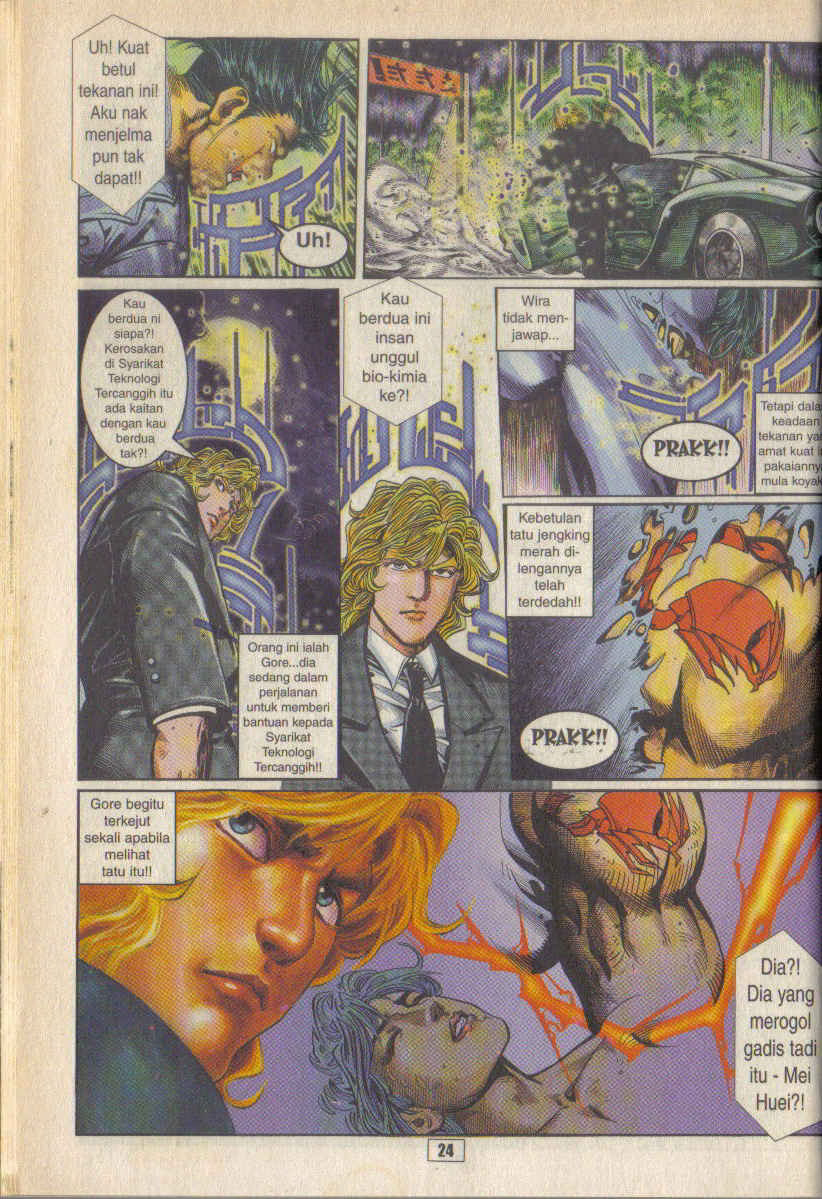 Uh! Kuat
betul
tekanan ini!
Aku nak
menjelma
pun tak
dapat!!
Uh!
Kau
berdua ni
siapa?!
Kerosakan
di Syarikat
Teknologi
Tercanggih itu
ada kaitan
dengan kau
berdua
tak?!
Orang ini ialah
Gore...dia
sedang dalam
perjalanan
untuk memberi
bantuan kepada
Syarikat
Teknologi
Tercanggih!!
Kau
berdua ini
insan
unggul
bio-kimia
ke?!
Wira
tidak men-
jawap...
PRAKK!!
Tetapi dala
keadaan
tekanan ya
amat kuat i
pakaianny
mula koyak
Kebetulan
tatu jengking
merah di-
lengannya
telah
terdedah!!
PRAKK!!
Gore begitu
terkejut
sekali apabila
melihat
tatu itu!!
Dia?!
Dia yang
merogol
gadis tadi
itu - Mei
Huei?!
24